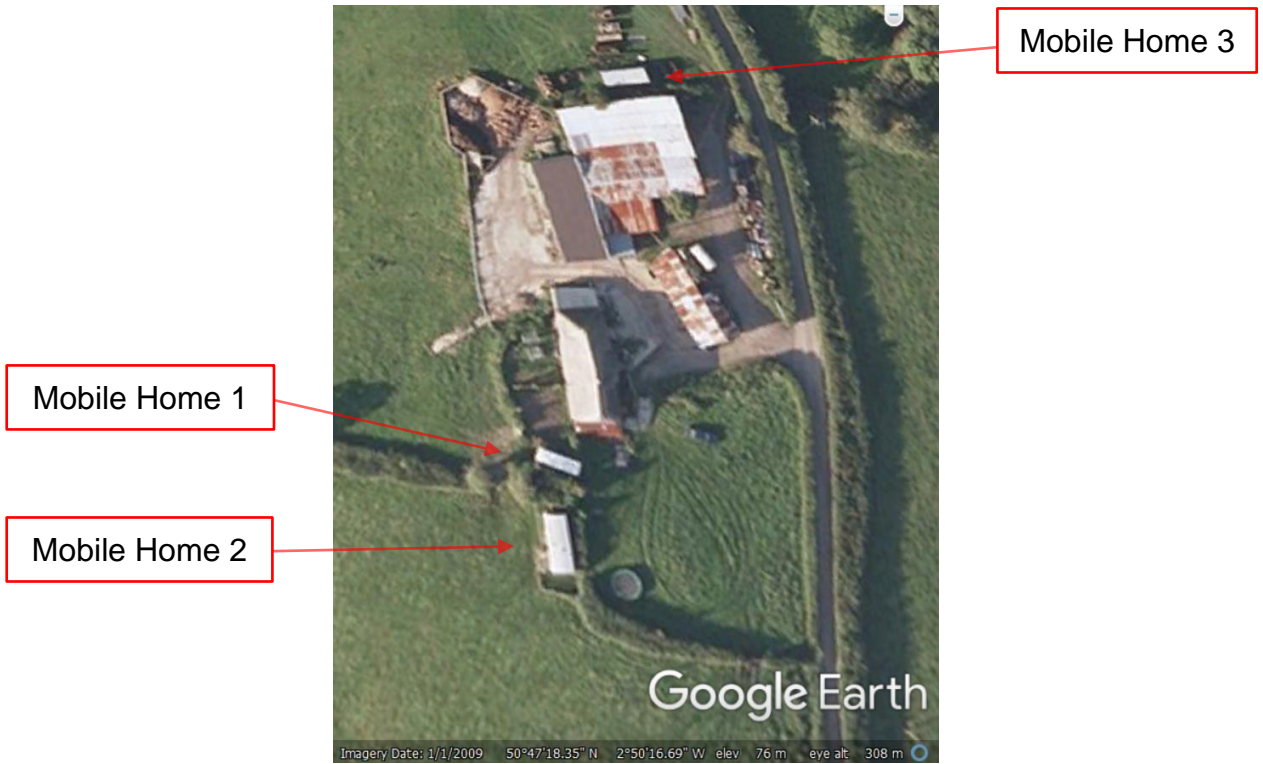 Mobile Home 3
Mobile Home 1
Mobile Home 2
Google Earth
Imagery Date: 1/1/2009 50°47'18.35" N 2°50'16.69" W elev 76 m eye alt 308 m